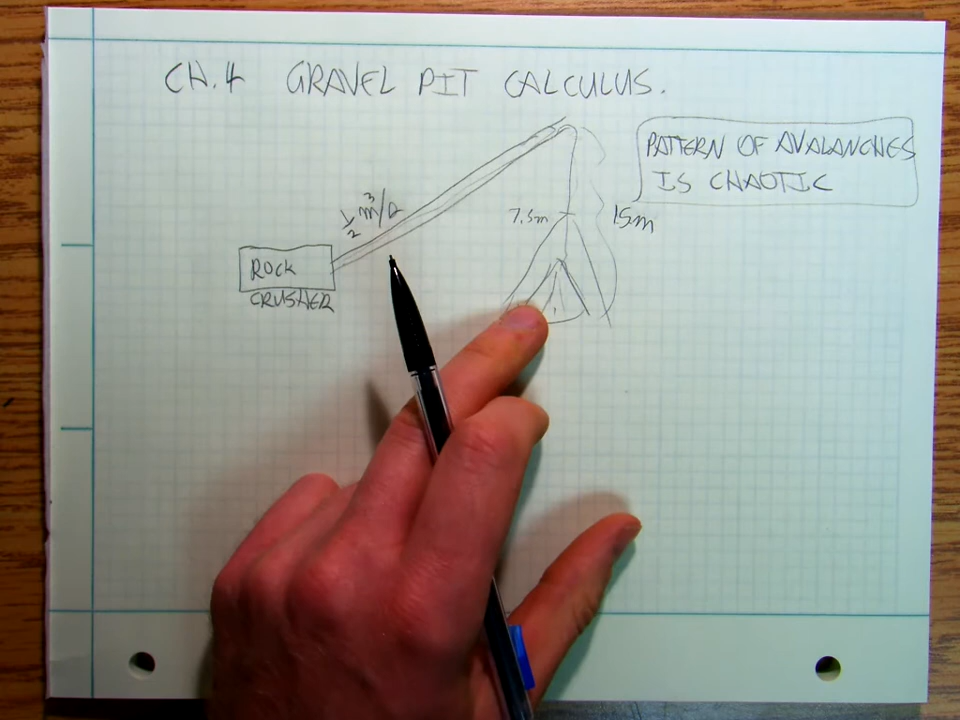 CH.4 GRAVEL PIT CALCULUS.
PATTERN OF AVALANCHES
IS CHAOTIC
1/2 m³/s
7.5m
15m
ROCK
CRUSHER